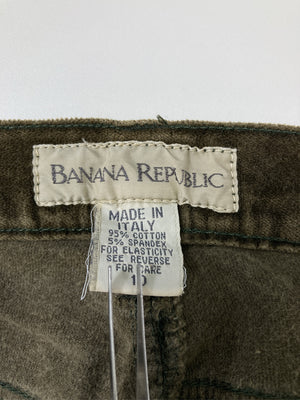 BANANA REPUBLIC
MADE IN
ITALY
95% COTTON
5% SPANDEX
FOR ELASTICITY
SEE REVERSE
FOR CARE
10